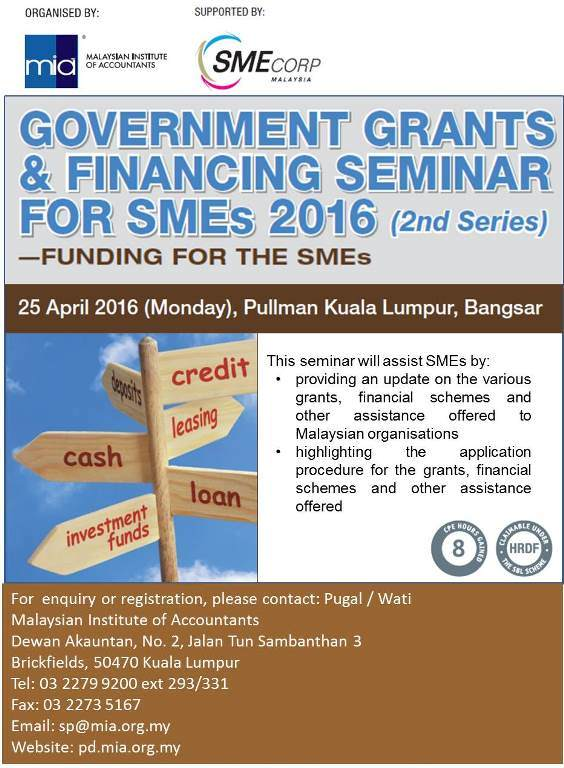 ORGANISED BY:
SUPPORTED BY:
mia
MALAYSIAN INSTITUTE
OF ACCOUNTANTS
SMECORP
MALAYSIA
GOVERNMENT GRANTS
& FINANCING SEMINAR
FOR SMEs 2016 (2nd Series)
—FUNDING FOR THE SMEs
25 April 2016 (Monday), Pullman Kuala Lumpur, Bangsar
credit
deposits
leasing
cash
loan
investment
funds
This seminar will assist SMEs by:
• providing an update on the various
grants, financial schemes and
other assistance offered to
Malaysian organisations
• highlighting the application
procedure for the grants, financial
schemes and other assistance
offered
CPE HOURS GAINED
8
CLAIMABLE UNDER
HRDF
THE SBL SCHEME
For enquiry or registration, please contact: Pugal / Wati
Malaysian Institute of Accountants
Dewan Akauntan, No. 2, Jalan Tun Sambanthan 3
Brickfields, 50470 Kuala Lumpur
Tel: 03 2279 9200 ext 293/331
Fax: 03 2273 5167
Email: sp@mia.org.my
Website: pd.mia.org.my